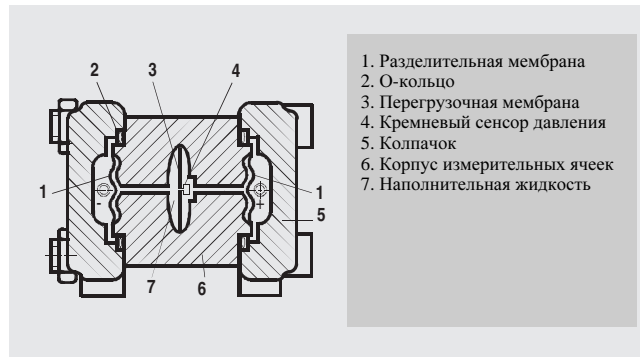 2 3 4
1 1
- +
5
7 6
1. Разделительная мембрана
2. О-кольцо
3. Перегрузочная мембрана
4. Кремневый сенсор давления
5. Колпачок
6. Корпус измерительных ячеек
7. Наполнительная жидкость